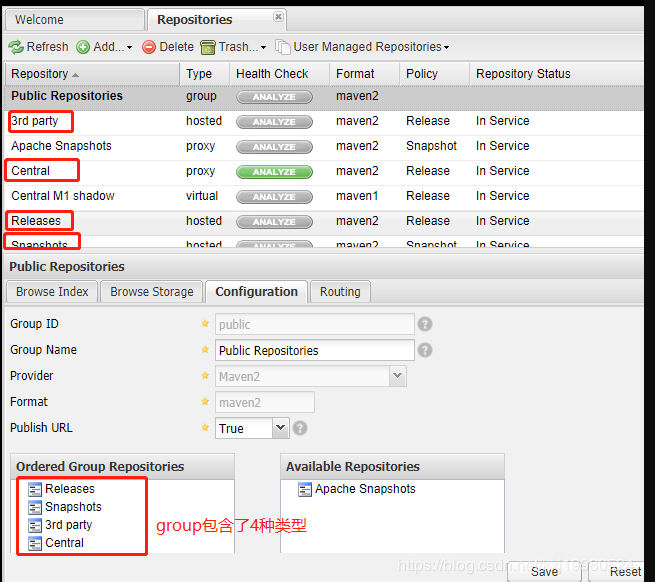 Welcome Repositories
Refresh Add... Delete Trash... User Managed Repositories
Repository Type Health Check Format Policy Repository Status
Public Repositories group ANALYZE maven2
3rd party hosted ANALYZE maven2 Release In Service
Apache Snapshots proxy ANALYZE maven2 Snapshot In Service
Central proxy ANALYZE maven2 Release In Service
Central M1 shadow virtual ANALYZE maven1 Release In Service
Releases hosted ANALYZE maven2 Release In Service
Snapshots hosted ANALYZE maven2 Snapshot In Service
Public Repositories
Browse Index Browse Storage Configuration Routing
Group ID public
Group Name Public Repositories
Provider Maven2
Format maven2
Publish URL True
Ordered Group Repositories Available Repositories
Releases Apache Snapshots
Snapshots
3rd party
Central
group包含了4种类型
Save Reset